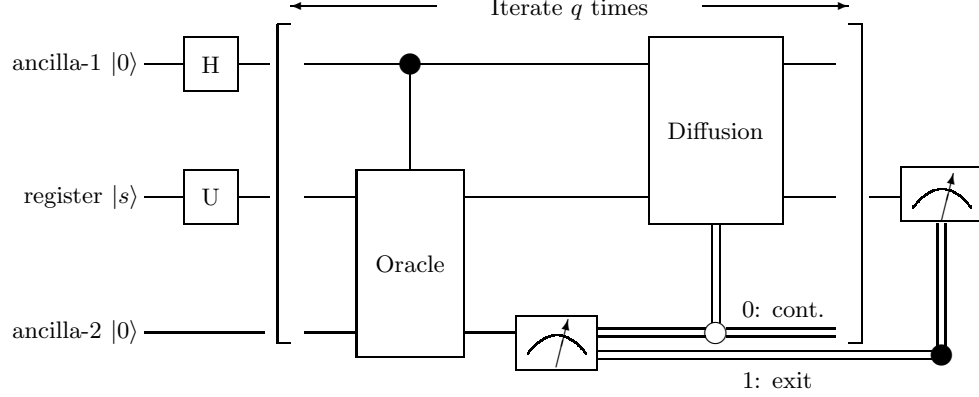 Iterate q times
ancilla-1 |0⟩
H
Diffusion
register |s⟩
U
Oracle
0: cont.
ancilla-2 |0⟩
1: exit